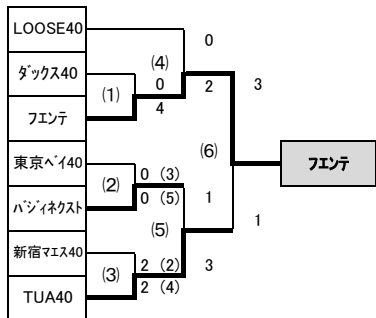 LOOSE40
ダックス40
フエンテ
東京ベイ40
バジィネクスト
新宿マエス40
TUA40
(1)
(2)
(3)
(4)
0
4
0 (3)
0 (5)
2 (2)
2 (4)
0
2
(5)
1
3
(6)
3
1
フエンテ